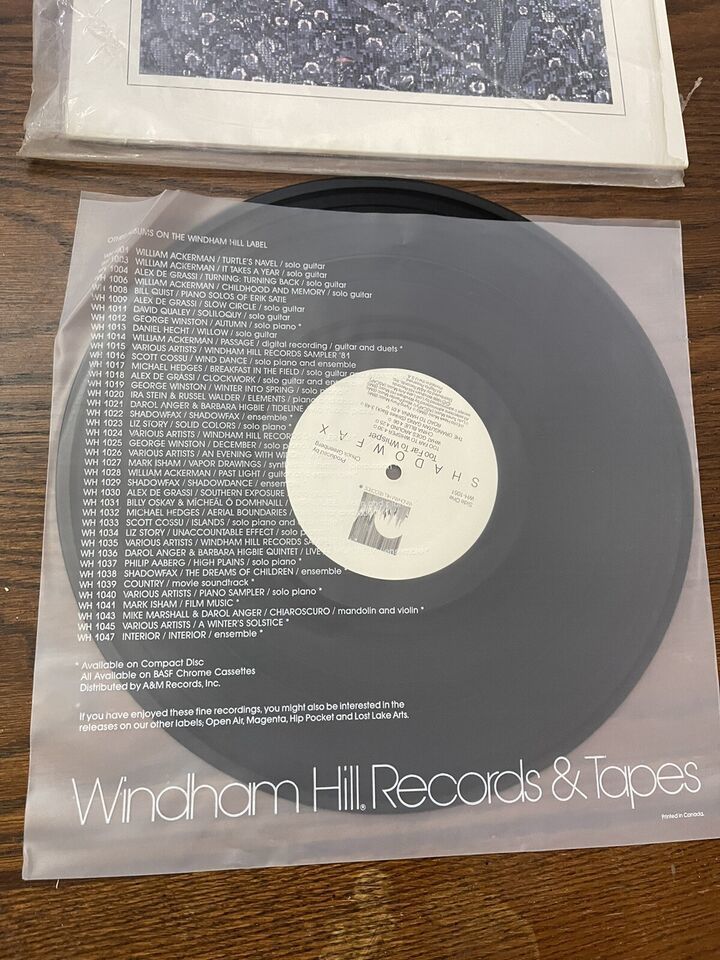 Other albums on the Windham Hill label
WH 1001 WILLIAM ACKERMAN / TURTLE'S NAVEL / solo guitar
WH 1003 WILLIAM ACKERMAN / IT TAKES A YEAR / solo guitar
WH 1004 ALEX DE GRASSI / TURNING: TURNING BACK / solo guitar
WH 1006 WILLIAM ACKERMAN / CHILDHOOD AND MEMORY / solo guitar
WH 1008 BILL QUIST / PIANO SOLOS OF ERIK SATIE
WH 1009 ALEX DE GRASSI / SLOW CIRCLE / solo guitar
WH 1011 DAVID QUALEY / SOLILOQUY / solo guitar
WH 1012 GEORGE WINSTON / AUTUMN / solo piano *
WH 1013 DANIEL HECHT / WILLOW / solo guitar
WH 1014 WILLIAM ACKERMAN / PASSAGE / digital recording / guitar and duets *
WH 1015 VARIOUS ARTISTS / WINDHAM HILL RECORDS SAMPLER '81
WH 1016 SCOTT COSSU / WIND DANCE / solo piano and ensemble
WH 1017 MICHAEL HEDGES / BREAKFAST IN THE FIELD / solo guitar
WH 1018 ALEX DE GRASSI / CLOCKWORK / solo guitar and
WH 1019 GEORGE WINSTON / WINTER INTO SPRING / solo
WH 1020 IRA STEIN & RUSSEL WALDER / ELEMENTS / piano
WH 1021 DAROL ANGER & BARBARA HIGBIE / TIDELINE
WH 1022 SHADOWFAX / SHADOWFAX / ensemble *
WH 1023 LIZ STORY / SOLID COLORS / solo piano *
WH 1024 VARIOUS ARTISTS / WINDHAM HILL RECORDS
WH 1025 GEORGE WINSTON / DECEMBER / solo
WH 1026 VARIOUS ARTISTS / AN EVENING WITH
WH 1027 MARK ISHAM / VAPOR DRAWINGS /
WH 1028 WILLIAM ACKERMAN / PAST LIGHT /
WH 1029 SHADOWFAX / SHADOWDANCE /
WH 1030 ALEX DE GRASSI / SOUTHERN EXPOSURE
WH 1031 BILLY OSKAY & MÍCHEÁL Ó DOMHNAILL
WH 1032 MICHAEL HEDGES / AERIAL BOUNDARIES
WH 1033 SCOTT COSSU / ISLANDS / solo piano and
WH 1034 LIZ STORY / UNACCOUNTABLE EFFECT / solo
WH 1035 VARIOUS ARTISTS / WINDHAM HILL RECORDS
WH 1036 DAROL ANGER & BARBARA HIGBIE QUINTET / LIVE
WH 1037 PHILIP AABERG / HIGH PLAINS / solo piano *
WH 1038 SHADOWFAX / THE DREAMS OF CHILDREN / ensemble *
WH 1039 COUNTRY / movie soundtrack *
WH 1040 VARIOUS ARTISTS / PIANO SAMPLER / solo piano *
WH 1041 MARK ISHAM / FILM MUSIC *
WH 1043 MIKE MARSHALL & DAROL ANGER / CHIAROSCURO / mandolin and violin *
WH 1045 VARIOUS ARTISTS / A WINTER'S SOLSTICE *
WH 1047 INTERIOR / INTERIOR / ensemble *
* Available on Compact Disc
All Available on BASF Chrome Cassettes
Distributed by A&M Records, Inc.
If you have enjoyed these fine recordings, you might also be interested in the
releases on our other labels; Open Air, Magenta, Hip Pocket and Lost Lake Arts.
Windham Hill® Records & Tapes
Printed in Canada.
SHADOWFAX
Too Far To Whisper
Produced by
Chuck Greenberg
Side One
WH-1051
WINDHAM HILL RECORDS